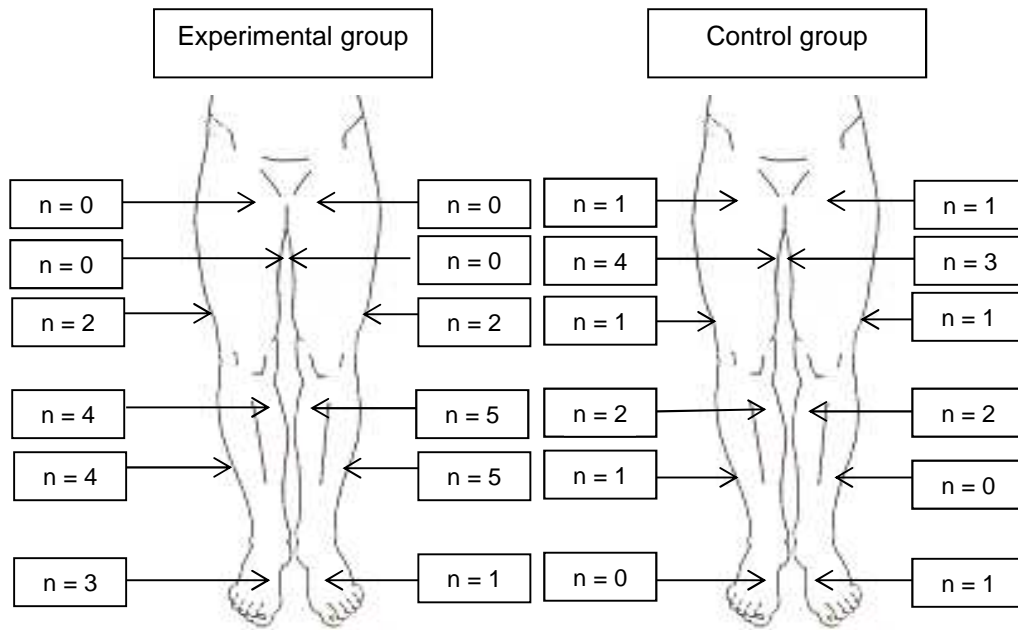 Experimental group
Control group
n = 0
n = 0
n = 1
n = 1
n = 0
n = 0
n = 4
n = 3
n = 2
n = 2
n = 1
n = 1
n = 4
n = 5
n = 2
n = 2
n = 4
n = 5
n = 1
n = 0
n = 3
n = 1
n = 0
n = 1